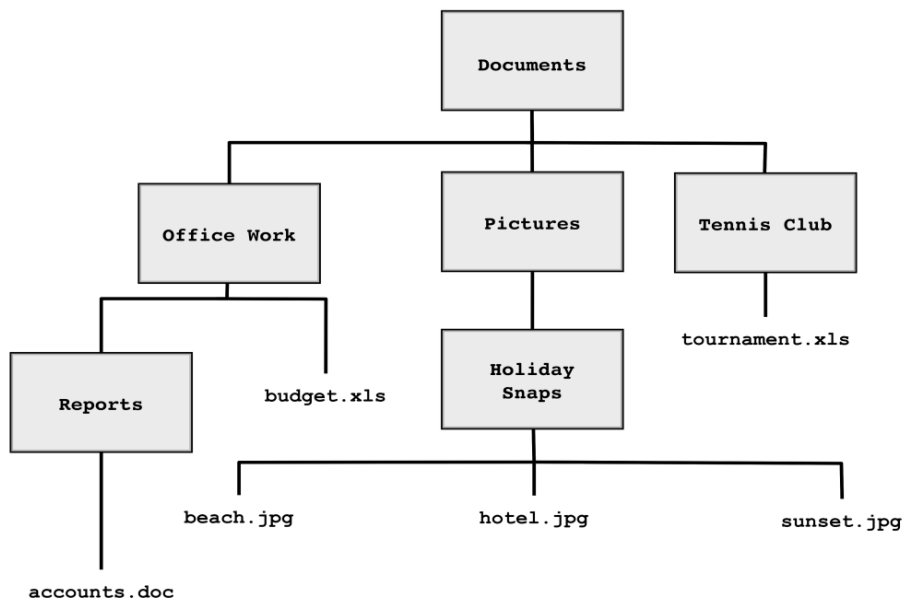 Documents
Office Work
Pictures
Tennis Club
tournament.xls
Holiday
Snaps
budget.xls
Reports
beach.jpg
hotel.jpg
sunset.jpg
accounts.doc